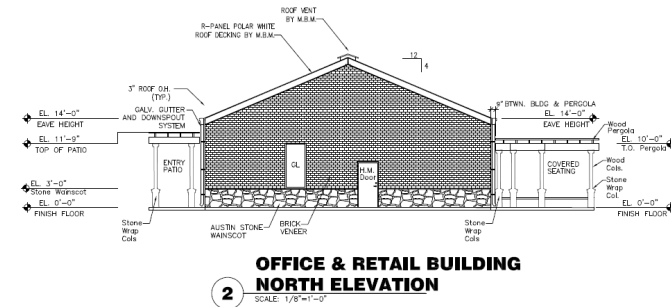 ROOF VENT
BY M.B.M.
R-PANEL POLAR WHITE
ROOF DECKING BY M.B.M.
12
4
3" ROOF O.H.
(TYP.)
GALV. GUTTER
AND DOWNSPOUT
SYSTEM
EL. 14'-0"
EAVE HEIGHT
EL. 11'-9"
TOP OF PATIO
EL. 3'-0"
Stone Wainscot
EL. 0'-0"
FINISH FLOOR
ENTRY
PATIO
GL
H.M.
Door
9" BTWN. BLDG & PERGOLA
EL. 14'-0"
EAVE HEIGHT
Wood
Pergola
EL. 10'-0"
T.O. Pergola
COVERED
SEATING
Wood
Cols.
Stone
Wrap
Col.
EL. 0'-0"
FINISH FLOOR
Stone
Wrap
Cols
AUSTIN STONE
WAINSCOT
BRICK
VENEER
Stone
Wrap
Cols
2
OFFICE & RETAIL BUILDING
NORTH ELEVATION
SCALE: 1/8"=1'-0"